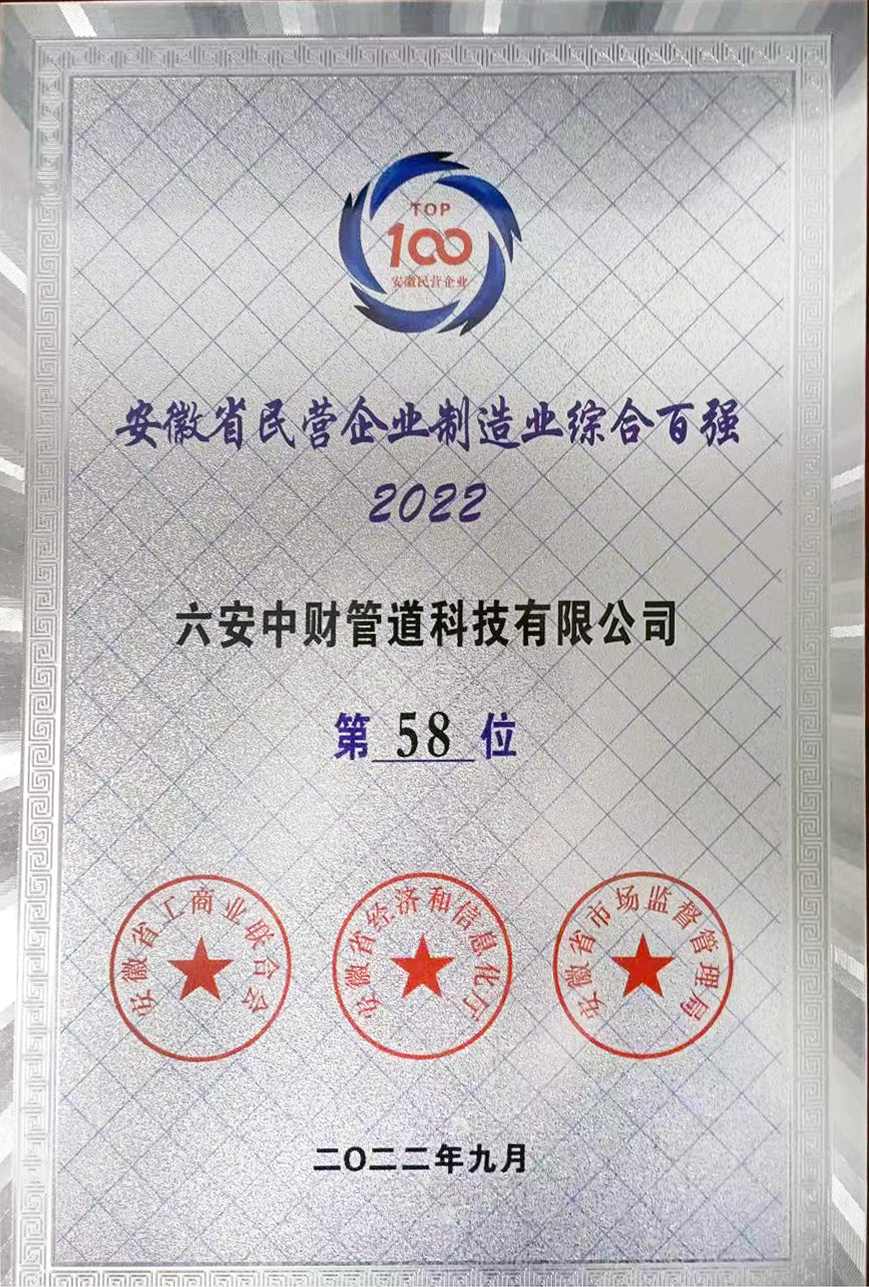 TOP
100
安徽民营企业
安徽省民营企业制造业综合百强
2022
六安中财管道科技有限公司
第 58 位
安徽省工商业联合会
安徽省经济和信息化厅
安徽省市场监督管理局
二〇二二年九月